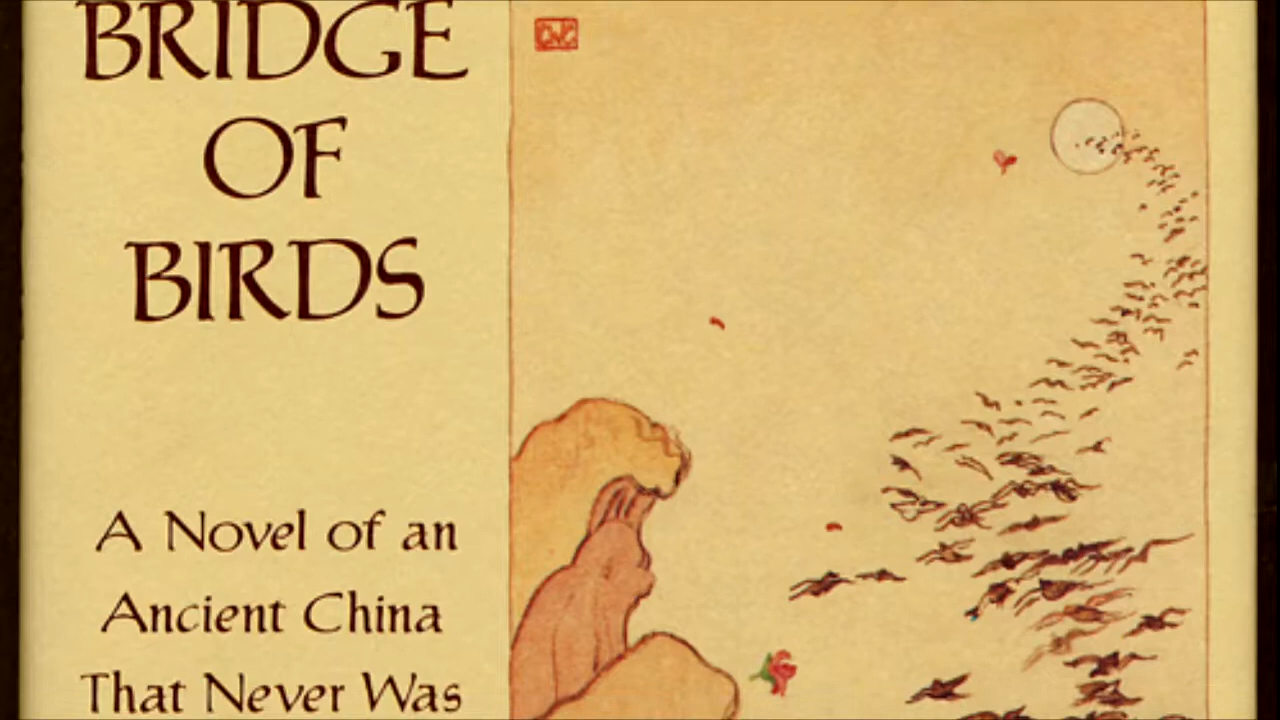 BRIDGE
OF
BIRDS
A Novel of an
Ancient China
That Never Was